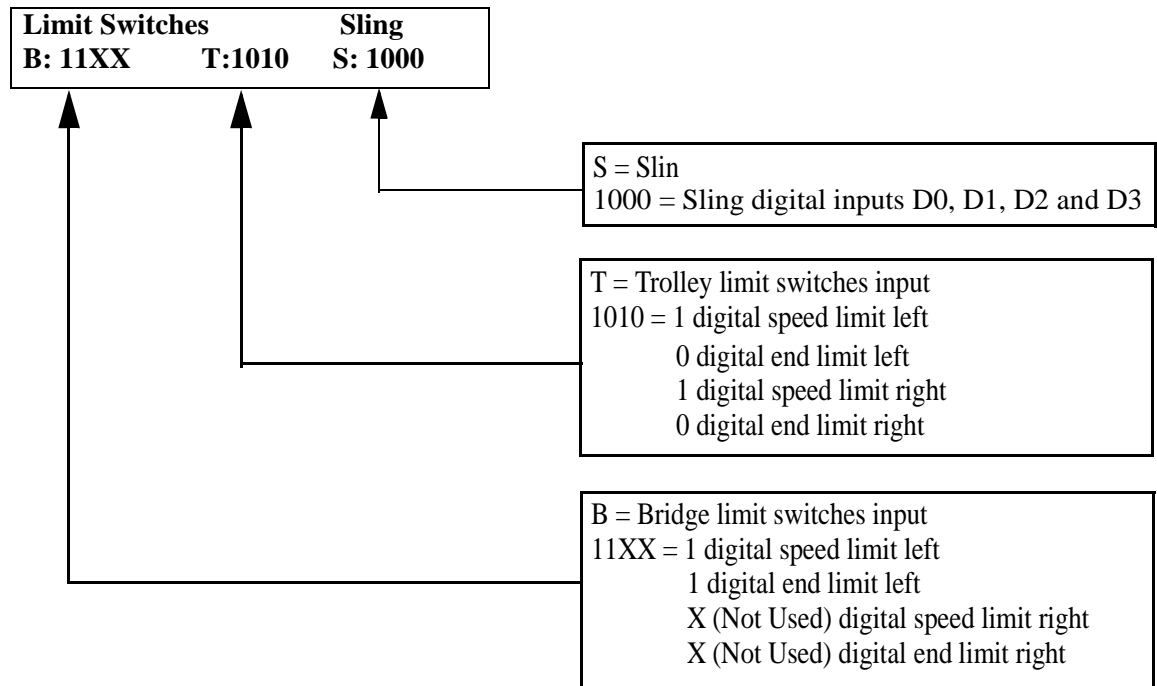 Limit Switches Sling
B: 11XX T:1010 S: 1000
S = Slin
1000 = Sling digital inputs D0, D1, D2 and D3
T = Trolley limit switches input
1010 = 1 digital speed limit left
0 digital end limit left
1 digital speed limit right
0 digital end limit right
B = Bridge limit switches input
11XX = 1 digital speed limit left
1 digital end limit left
X (Not Used) digital speed limit right
X (Not Used) digital end limit right